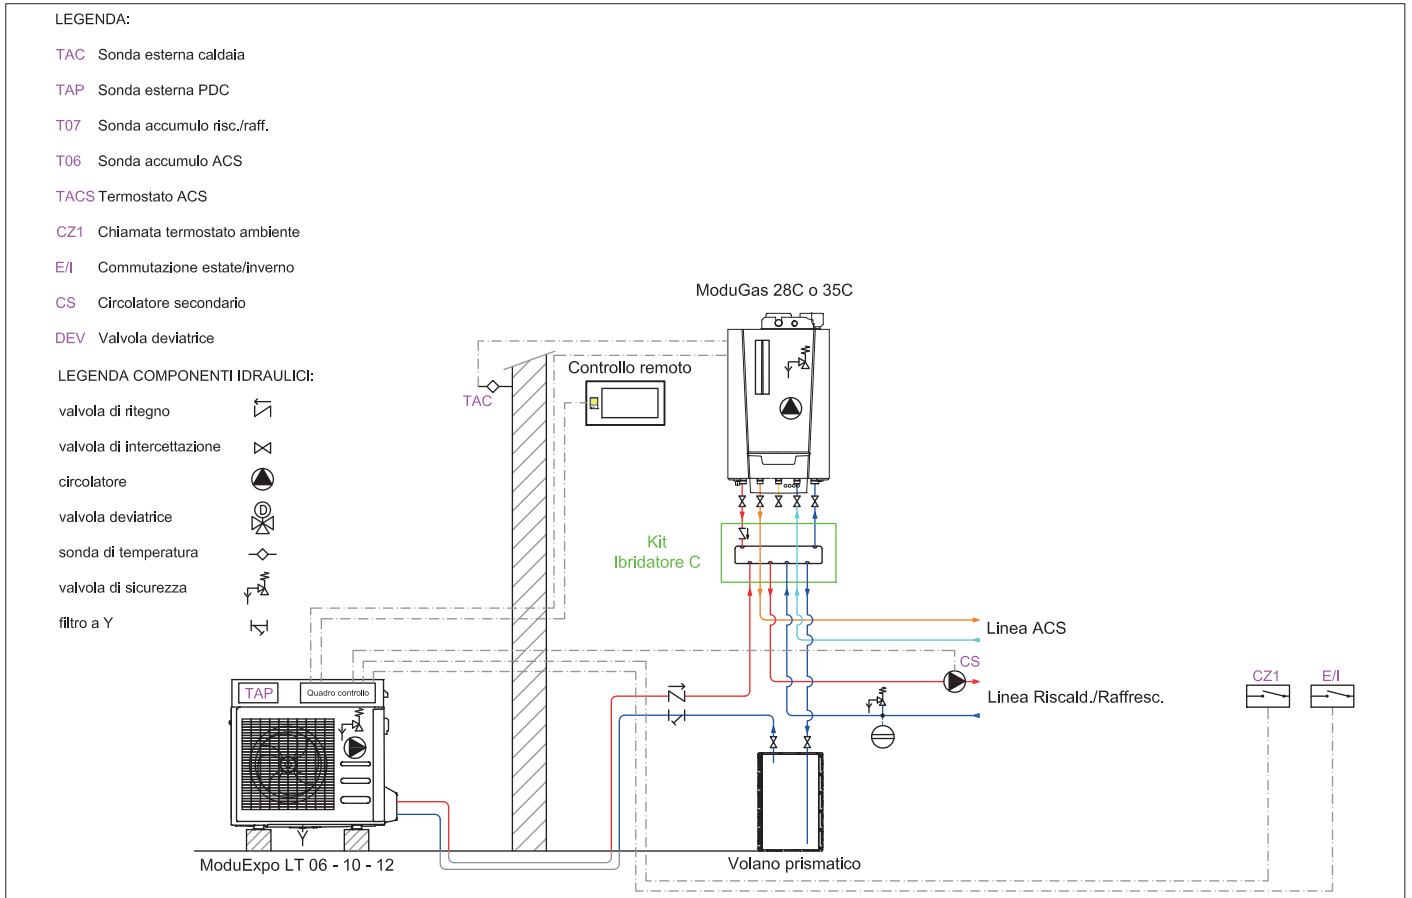 LEGENDA:
TAC Sonda esterna caldaia
TAP Sonda esterna PDC
T07 Sonda accumulo risc./raff.
T06 Sonda accumulo ACS
TACS Termostato ACS
CZ1 Chiamata termostato ambiente
E/I Commutazione estate/inverno
CS Circolatore secondario
DEV Valvola deviatrice
LEGENDA COMPONENTI IDRAULICI:
valvola di ritegno
valvola di intercettazione
circolatore
valvola deviatrice
D
sonda di temperatura
valvola di sicurezza
filtro a Y
ModuGas 28C o 35C
Controllo remoto
TAC
Kit
Ibridatore C
Linea ACS
CS
Linea Riscald./Raffresc.
CZ1
E/I
TAP
Quadro controllo
ModuExpo LT 06 - 10 - 12
Volano prismatico